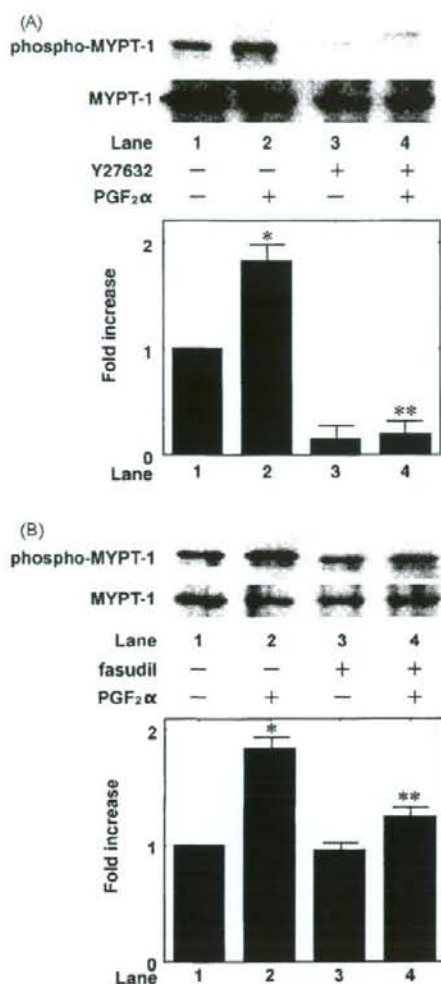 (A)
phospho-MYPT-1
MYPT-1
Lane 1 2 3 4
Y27632 − − + +
PGF₂α − + − +
2
*
Fold increase
1
**
0
Lane 1 2 3 4
(B)
phospho-MYPT-1
MYPT-1
Lane 1 2 3 4
fasudil − − + +
PGF₂α − + − +
2
*
Fold increase
**
1
0
Lane 1 2 3 4